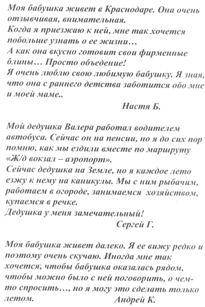 Моя бабушка живет в Краснодаре. Она очень
отзывчивая, внимательная.
Когда я приезжаю к ней, мне так хочется
побольше узнать о ее жизни…
А как она вкусно готовит свои фирменные
блины… Просто объедение!
Я очень люблю свою любимую бабушку. Я знаю,
что она с раннего детства заботится обо мне
и моей маме..
Настя Б.
Мой дедушка Валера работал водителем
автобуса. Сейчас он на пенсии, но я до сих пор
помню, как мы ездили вместе по маршруту
«Ж/д вокзал – аэропорт».
Сейчас дедушка на Земле, но я каждое лето
езжу к нему на каникулы. Мы с ним рыбачим,
работаем в огороде, занимаемся хозяйством,
купаемся в речке.
Дедушка у меня замечательный!
Сергей Г.
Моя бабушка живет далеко. Я ее вижу редко и
поэтому очень скучаю. Иногда мне так
хочется, чтобы бабушка оказалась рядом,
чтобы можно было с ней поговорить, о чем-
то спросить…, но я могу это сделать только
летом.
Андрей К.